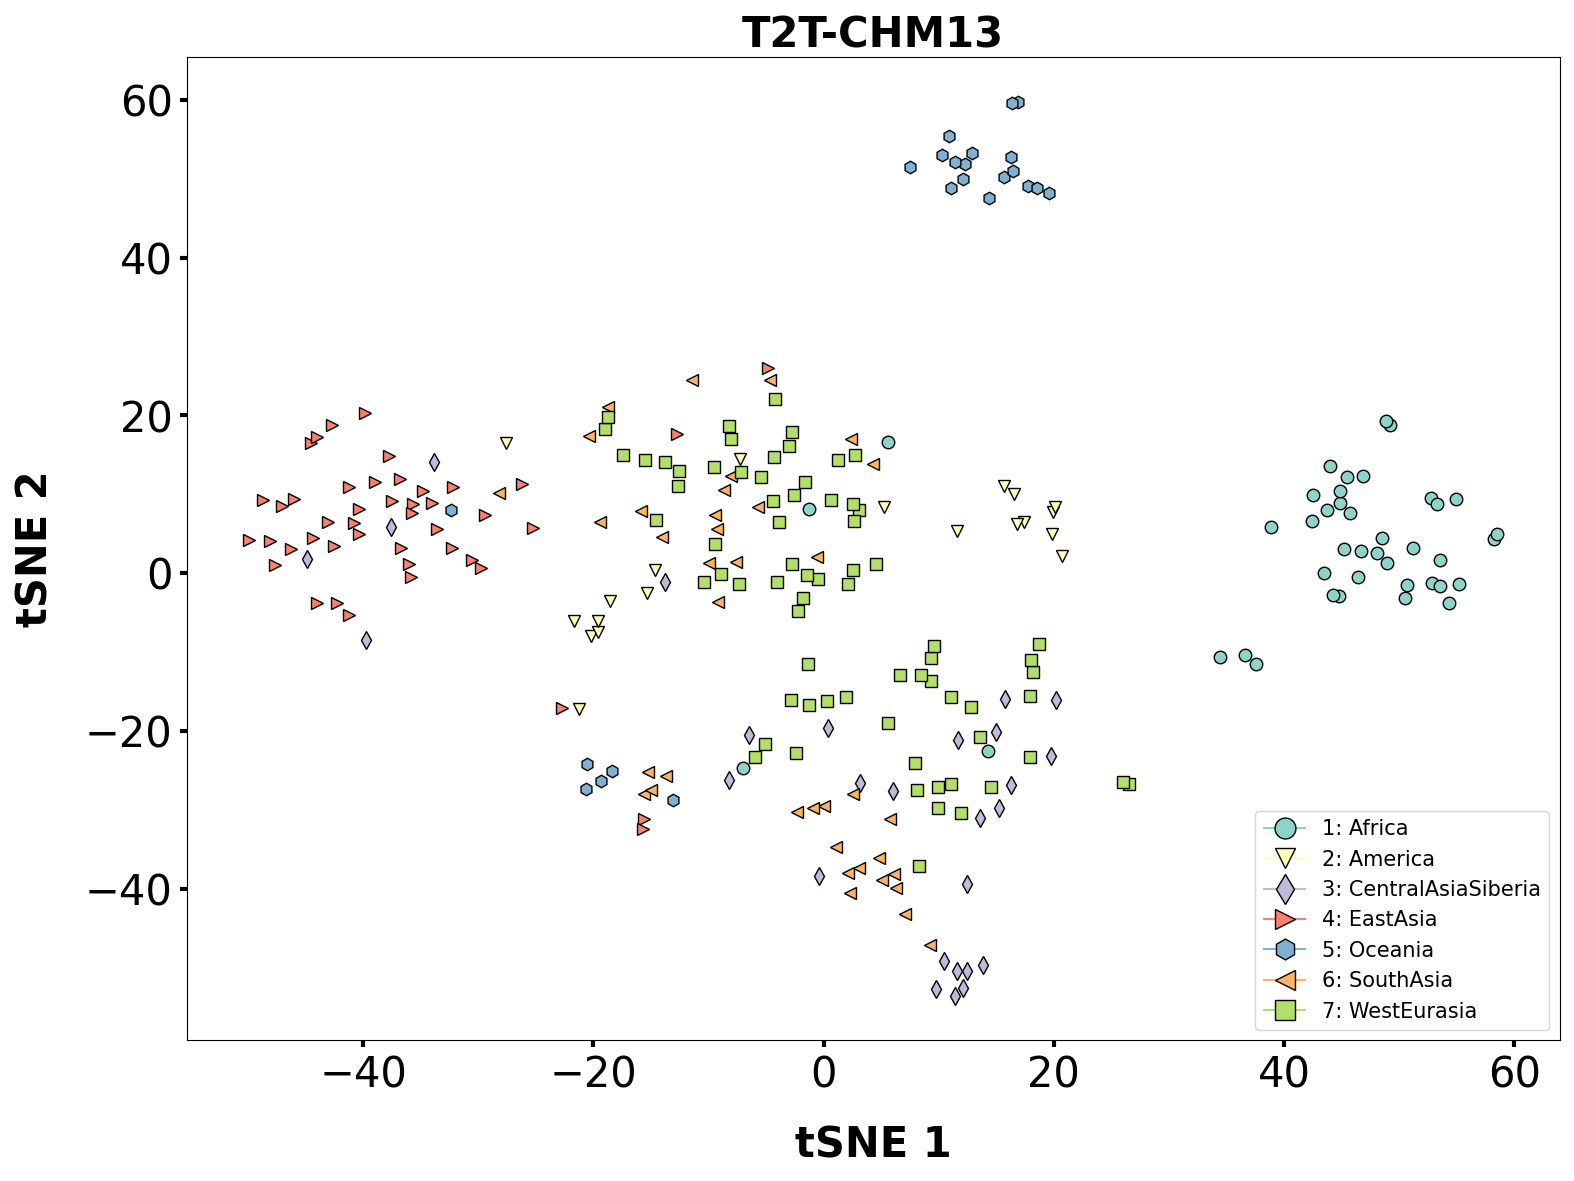 T2T-CHM13
60
40
20
0
−20
−40
tSNE 2
−40 −20 0 20 40 60
tSNE 1
1: Africa
2: America
3: CentralAsiaSiberia
4: EastAsia
5: Oceania
6: SouthAsia
7: WestEurasia